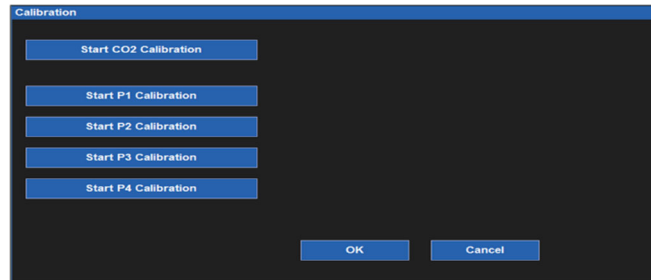 Calibration
Start CO2 Calibration
Start P1 Calibration
Start P2 Calibration
Start P3 Calibration
Start P4 Calibration
OK Cancel